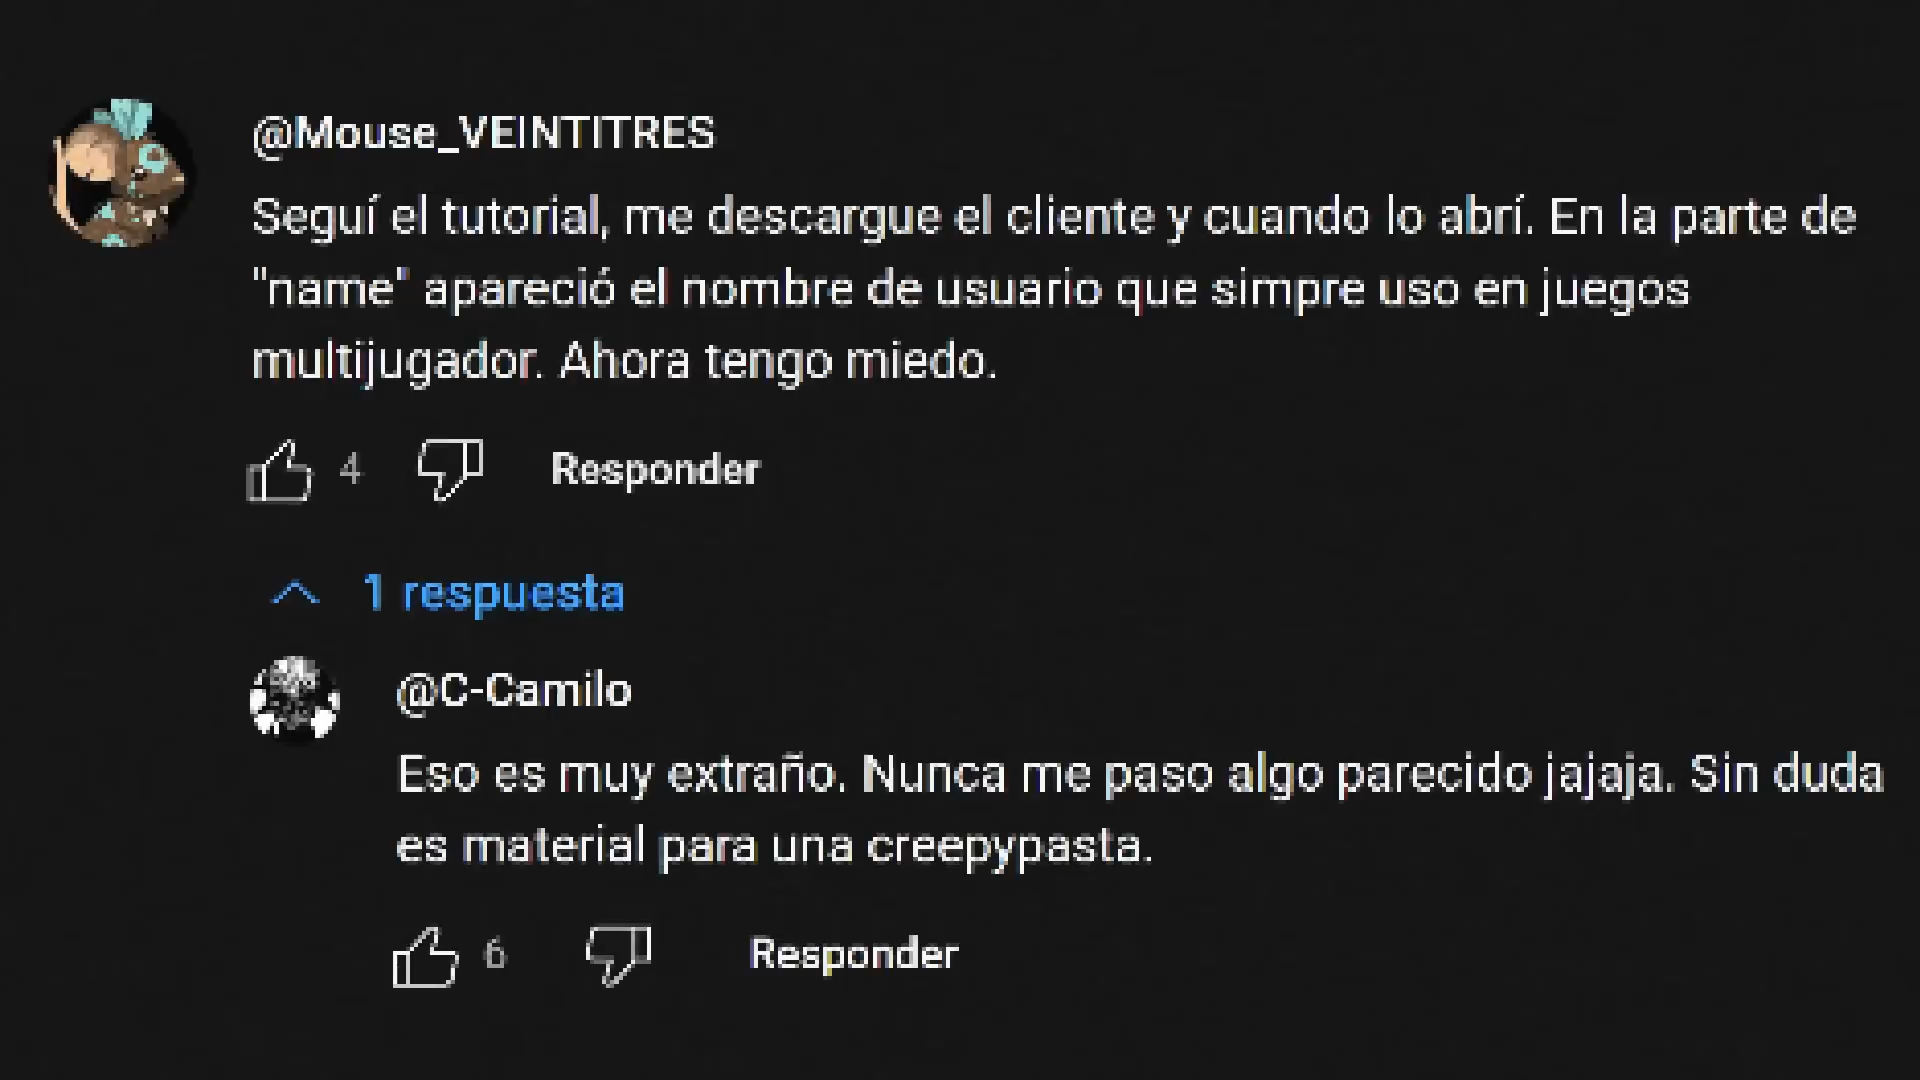 @Mouse_VEINTITRES
Seguí el tutorial, me descargue el cliente y cuando lo abrí. En la parte de
"name" apareció el nombre de usuario que simpre uso en juegos
multijugador. Ahora tengo miedo.
4 Responder
1 respuesta
@C-Camilo
Eso es muy extraño. Nunca me paso algo parecido jajaja. Sin duda
es material para una creepypasta.
6 Responder